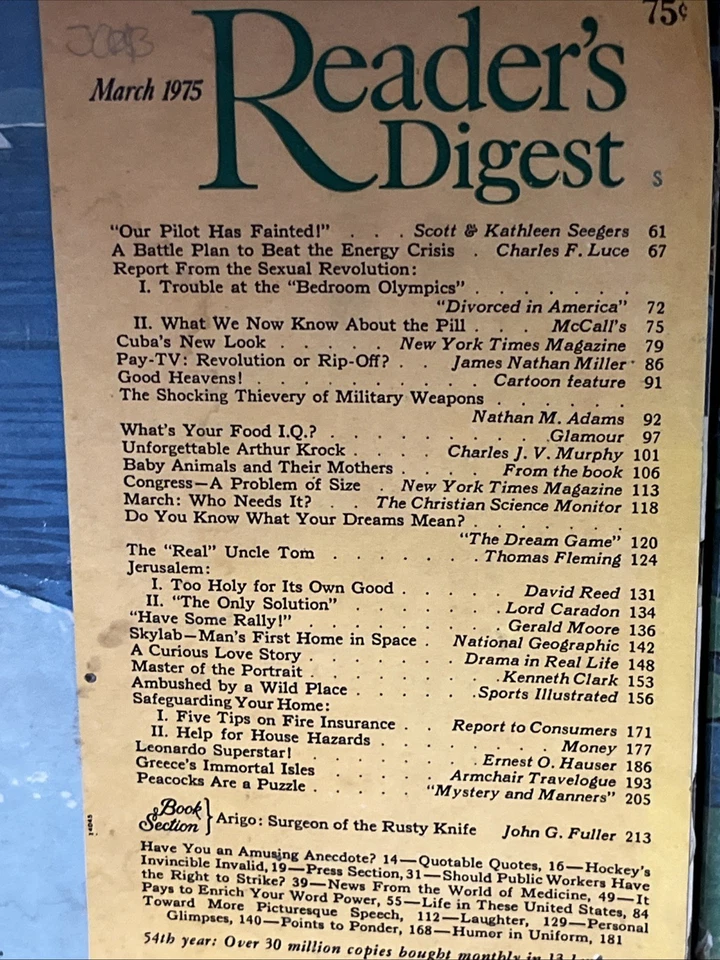 75¢
March 1975
Reader's
Digest
S
"Our Pilot Has Fainted!" . . . Scott & Kathleen Seegers 61
A Battle Plan to Beat the Energy Crisis . Charles F. Luce 67
Report From the Sexual Revolution:
I. Trouble at the "Bedroom Olympics" . . . . . . .
"Divorced in America" 72
II. What We Now Know About the Pill . . . McCall's 75
Cuba's New Look . . . . . New York Times Magazine 79
Pay-TV: Revolution or Rip-Off? . . James Nathan Miller 86
Good Heavens! . . . . . . . . . . Cartoon feature 91
The Shocking Thievery of Military Weapons . . . . . .
Nathan M. Adams 92
What's Your Food I.Q.? . . . . . . . . . Glamour 97
Unforgettable Arthur Krock . . . . Charles J. V. Murphy 101
Baby Animals and Their Mothers . . . . From the book 106
Congress—A Problem of Size . New York Times Magazine 113
March: Who Needs It? . . The Christian Science Monitor 118
Do You Know What Your Dreams Mean? . . . . . . .
"The Dream Game" 120
The "Real" Uncle Tom . . . . . . . Thomas Fleming 124
Jerusalem:
I. Too Holy for Its Own Good . . . . . David Reed 131
II. "The Only Solution" . . . . . . . Lord Caradon 134
"Have Some Rally!" . . . . . . . . Gerald Moore 136
Skylab—Man's First Home in Space . National Geographic 142
A Curious Love Story . . . . . . Drama in Real Life 148
Master of the Portrait . . . . . . . . Kenneth Clark 153
Ambushed by a Wild Place . . . . . Sports Illustrated 156
Safeguarding Your Home:
I. Five Tips on Fire Insurance . . Report to Consumers 171
II. Help for House Hazards . . . . . . . . Money 177
Leonardo Superstar! . . . . . . . . Ernest O. Hauser 186
Greece's Immortal Isles . . . . . Armchair Travelogue 193
Peacocks Are a Puzzle . . . . . "Mystery and Manners" 205
Book
Section } Arigo: Surgeon of the Rusty Knife John G. Fuller 213
Have You an Amusing Anecdote? 14—Quotable Quotes, 16—Hockey's
Invincible Invalid, 19—Press Section, 31—Should Public Workers Have
the Right to Strike? 39—News From the World of Medicine, 49—It
Pays to Enrich Your Word Power, 55—Life in These United States, 84
Toward More Picturesque Speech, 112—Laughter, 129—Personal
Glimpses, 140—Points to Ponder, 168—Humor in Uniform, 181
54th year: Over 30 million copies bought monthly in 13